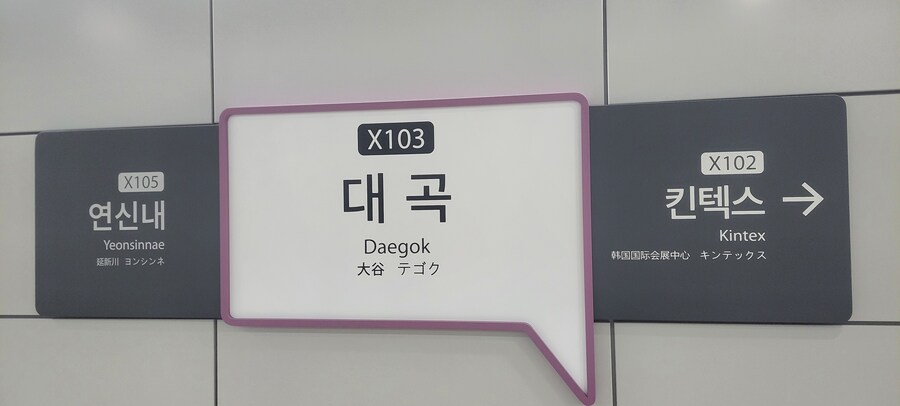 X105
연신내
Yeonsinnae
延新川 ヨンシンネ
X103
대곡
Daegok
大谷 テゴク
X102
킨텍스 →
Kintex
韩国国际会展中心 キンテックス